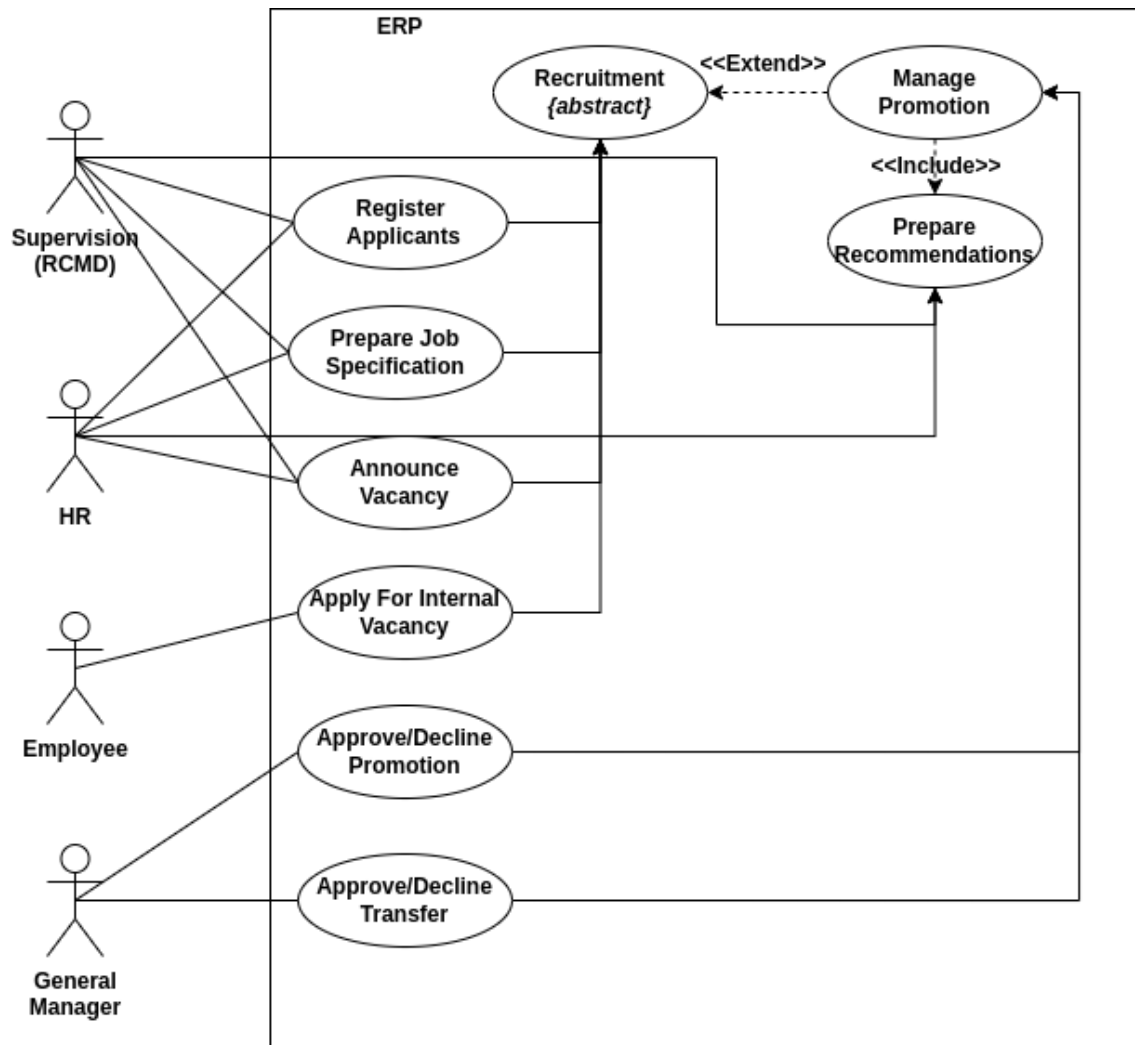 ERP
Recruitment
{abstract}
<<Extend>>
Manage
Promotion
<<Include>>
Prepare
Recommendations
Supervision
(RCMD)
Register
Applicants
Prepare Job
Specification
HR
Announce
Vacancy
Employee
Apply For Internal
Vacancy
Approve/Decline
Promotion
General
Manager
Approve/Decline
Transfer